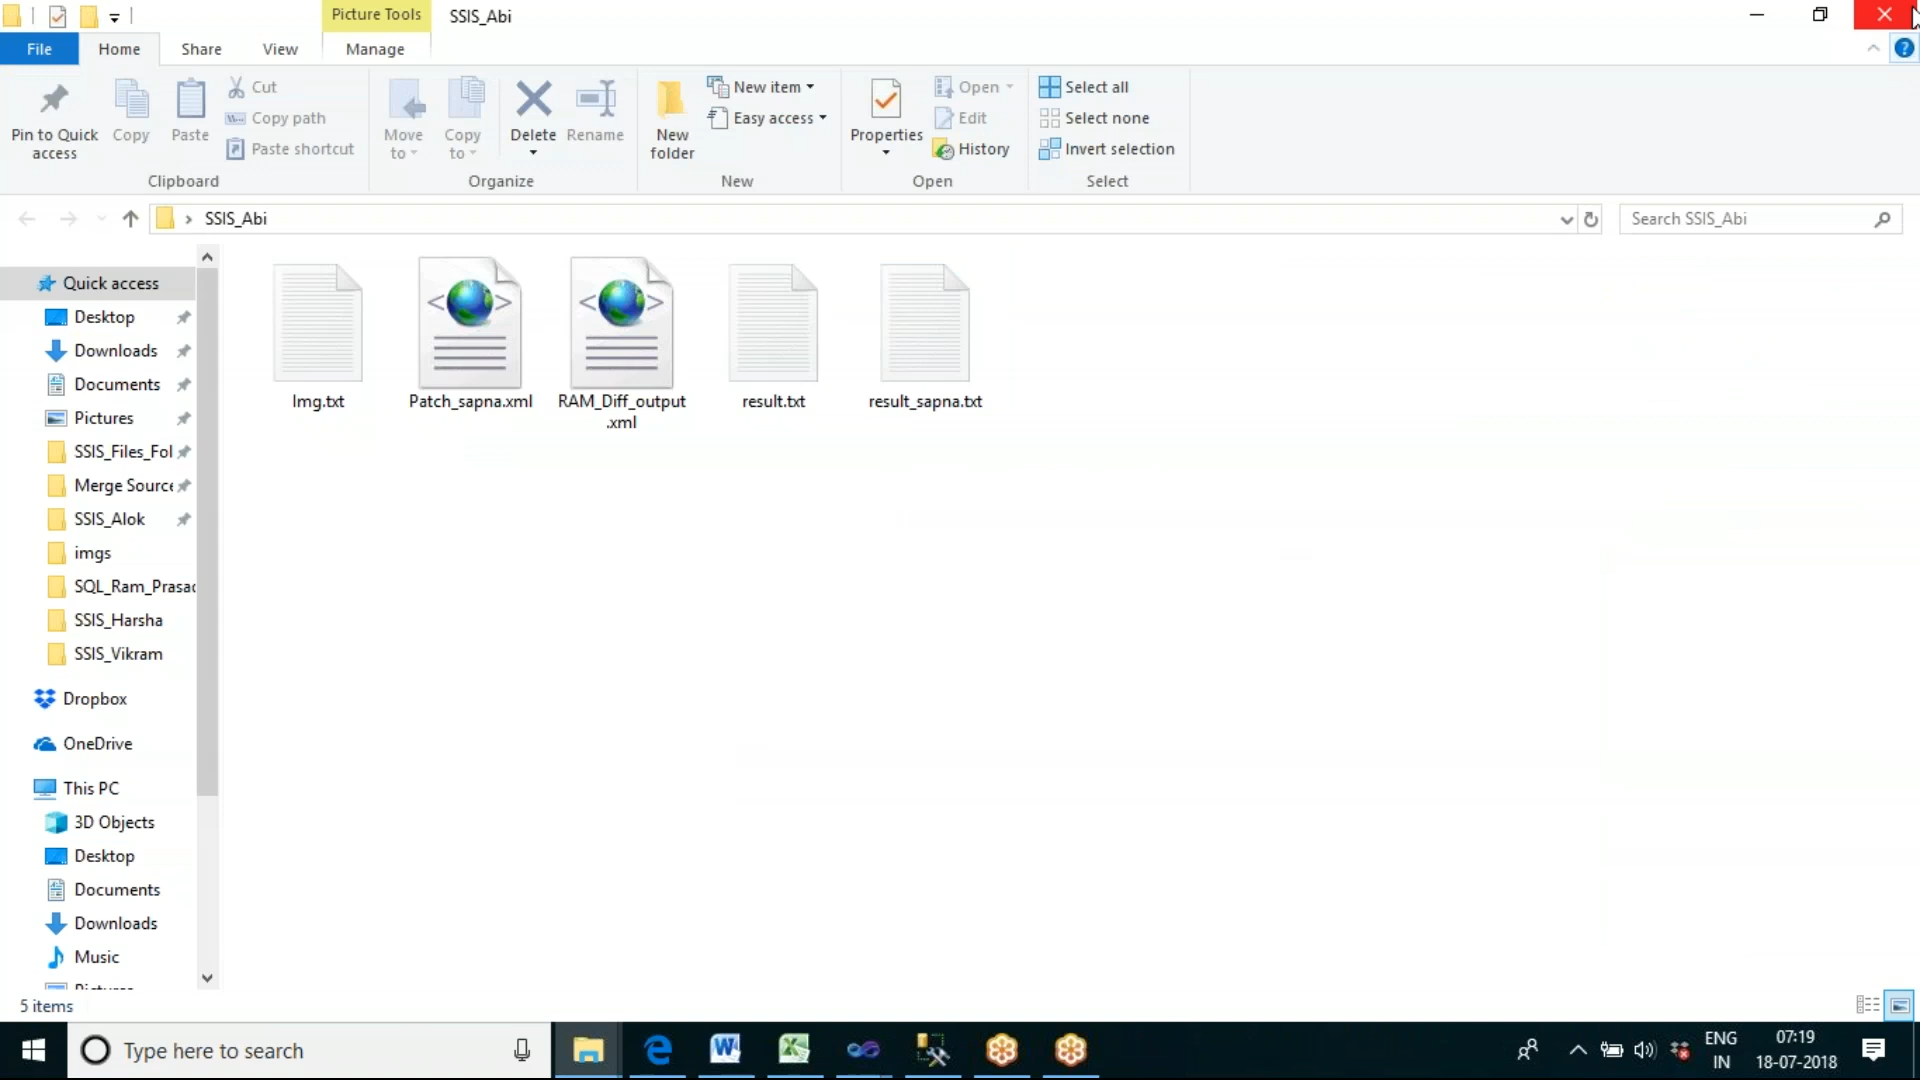 Picture Tools
SSIS_Abi
File
Home
Share
View
Manage
Pin to Quick
access
Copy
Paste
Cut
Copy path
Paste shortcut
Clipboard
Move
to
Copy
to
Delete
Rename
Organize
New
folder
New item
Easy access
New
Properties
Open
Edit
History
Open
Select all
Select none
Invert selection
Select
SSIS_Abi
Search SSIS_Abi
Quick access
Desktop
Downloads
Documents
Pictures
SSIS_Files_Fol
Merge Source
SSIS_Alok
imgs
SQL_Ram_Prasad
SSIS_Harsha
SSIS_Vikram
Dropbox
OneDrive
This PC
3D Objects
Desktop
Documents
Downloads
Music
Pictures
Img.txt
Patch_sapna.xml
RAM_Diff_output
.xml
result.txt
result_sapna.txt
5 items
Type here to search
ENG
IN
07:19
18-07-2018